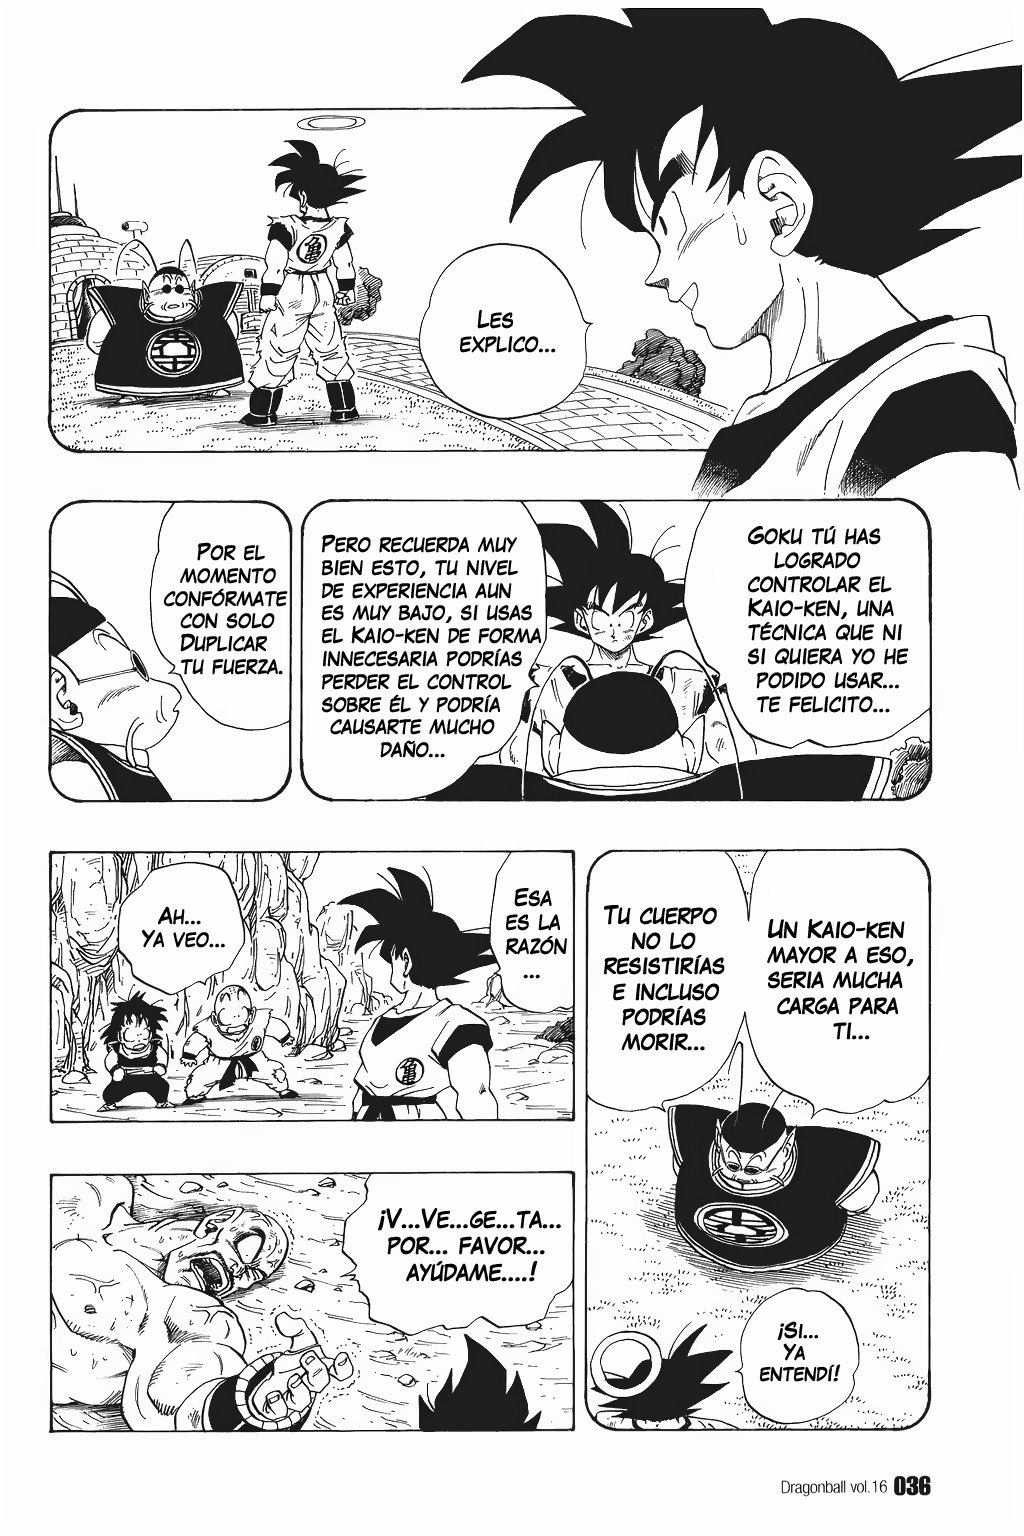 LES
EXPLICO...
GOKU TÚ HAS
LOGRADO
CONTROLAR EL
KAIO-KEN, UNA
TÉCNICA QUE NI
SI QUIERA YO HE
PODIDO USAR...
TE FELICITO...
PERO RECUERDA MUY
BIEN ESTO, TU NIVEL
DE EXPERIENCIA AUN
ES MUY BAJO, SI USAS
EL KAIO-KEN DE FORMA
INNECESARIA PODRÍAS
PERDER EL CONTROL
SOBRE ÉL Y PODRÍA
CAUSARTE MUCHO
DAÑO...
POR EL
MOMENTO
CONFÓRMATE
CON SOLO
DUPLICAR
TU FUERZA.
UN KAIO-KEN
MAYOR A ESO,
SERIA MUCHA
CARGA PARA
TI...
TU CUERPO
NO LO
RESISTIRÍAS
E INCLUSO
PODRÍAS
MORIR...
¡SI...
YA
ENTENDÍ!
ESA
ES LA
RAZÓN
...
AH...
YA VEO...
¡V...VE...GE...TA...
POR... FAVOR...
AYÚDAME....!
亀
Dragonball vol.16 036